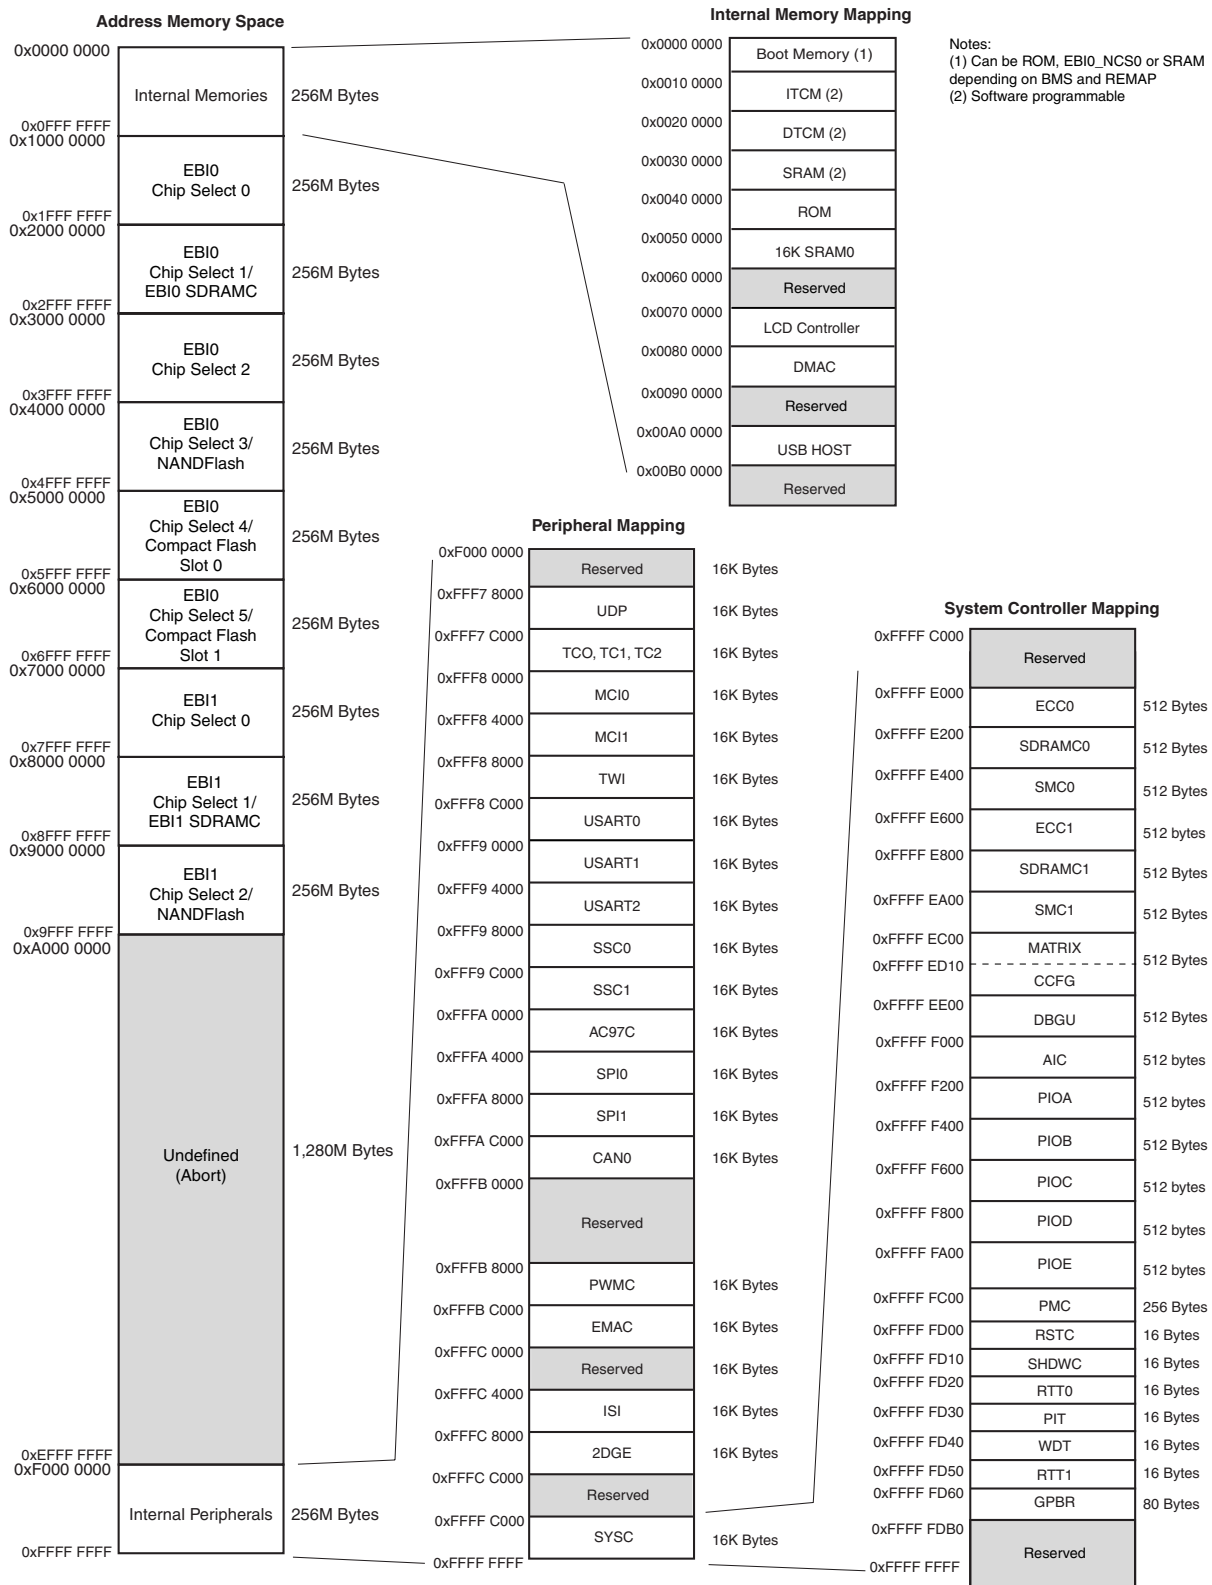 Address Memory Space
0x0000 0000
Internal Memories
256M Bytes
0x0FFF FFFF
0x1000 0000
EBI0
Chip Select 0
256M Bytes
0x1FFF FFFF
0x2000 0000
EBI0
Chip Select 1/
EBI0 SDRAMC
256M Bytes
0x2FFF FFFF
0x3000 0000
EBI0
Chip Select 2
256M Bytes
0x3FFF FFFF
0x4000 0000
EBI0
Chip Select 3/
NANDFlash
256M Bytes
0x4FFF FFFF
0x5000 0000
EBI0
Chip Select 4/
Compact Flash
Slot 0
256M Bytes
0x5FFF FFFF
0x6000 0000
EBI0
Chip Select 5/
Compact Flash
Slot 1
256M Bytes
0x6FFF FFFF
0x7000 0000
EBI1
Chip Select 0
256M Bytes
0x7FFF FFFF
0x8000 0000
EBI1
Chip Select 1/
EBI1 SDRAMC
256M Bytes
0x8FFF FFFF
0x9000 0000
EBI1
Chip Select 2/
NANDFlash
256M Bytes
0x9FFF FFFF
0xA000 0000
Undefined
(Abort)
1,280M Bytes
0xEFFF FFFF
0xF000 0000
Internal Peripherals
256M Bytes
0xFFFF FFFF
Internal Memory Mapping
0x0000 0000
Boot Memory (1)
0x0010 0000
ITCM (2)
0x0020 0000
DTCM (2)
0x0030 0000
SRAM (2)
0x0040 0000
ROM
0x0050 0000
16K SRAM0
0x0060 0000
Reserved
0x0070 0000
LCD Controller
0x0080 0000
DMAC
0x0090 0000
Reserved
0x00A0 0000
USB HOST
0x00B0 0000
Reserved
Notes:
(1) Can be ROM, EBI0_NCS0 or SRAM
depending on BMS and REMAP
(2) Software programmable
Peripheral Mapping
0xF000 0000
Reserved 16K Bytes
0xFFF7 8000
UDP 16K Bytes
0xFFF7 C000
TCO, TC1, TC2 16K Bytes
0xFFF8 0000
MCI0 16K Bytes
0xFFF8 4000
MCI1 16K Bytes
0xFFF8 8000
TWI 16K Bytes
0xFFF8 C000
USART0 16K Bytes
0xFFF9 0000
USART1 16K Bytes
0xFFF9 4000
USART2 16K Bytes
0xFFF9 8000
SSC0 16K Bytes
0xFFF9 C000
SSC1 16K Bytes
0xFFFA 0000
AC97C 16K Bytes
0xFFFA 4000
SPI0 16K Bytes
0xFFFA 8000
SPI1 16K Bytes
0xFFFA C000
CAN0 16K Bytes
0xFFFB 0000
Reserved
0xFFFB 8000
PWMC 16K Bytes
0xFFFB C000
EMAC 16K Bytes
0xFFFC 0000
Reserved 16K Bytes
0xFFFC 4000
ISI 16K Bytes
0xFFFC 8000
2DGE 16K Bytes
0xFFFC C000
Reserved
0xFFFF C000
SYSC 16K Bytes
0xFFFF FFFF
System Controller Mapping
0xFFFF C000
Reserved
0xFFFF E000
ECC0 512 Bytes
0xFFFF E200
SDRAMC0 512 Bytes
0xFFFF E400
SMC0 512 Bytes
0xFFFF E600
ECC1 512 bytes
0xFFFF E800
SDRAMC1 512 Bytes
0xFFFF EA00
SMC1 512 Bytes
0xFFFF EC00
MATRIX
512 Bytes
0xFFFF ED10
CCFG
0xFFFF EE00
DBGU 512 Bytes
0xFFFF F000
AIC 512 bytes
0xFFFF F200
PIOA 512 bytes
0xFFFF F400
PIOB 512 Bytes
0xFFFF F600
PIOC 512 bytes
0xFFFF F800
PIOD 512 bytes
0xFFFF FA00
PIOE 512 bytes
0xFFFF FC00
PMC 256 Bytes
0xFFFF FD00
RSTC 16 Bytes
0xFFFF FD10
SHDWC 16 Bytes
0xFFFF FD20
RTT0 16 Bytes
0xFFFF FD30
PIT 16 Bytes
0xFFFF FD40
WDT 16 Bytes
0xFFFF FD50
RTT1 16 Bytes
0xFFFF FD60
GPBR 80 Bytes
0xFFFF FDB0
Reserved
0xFFFF FFFF